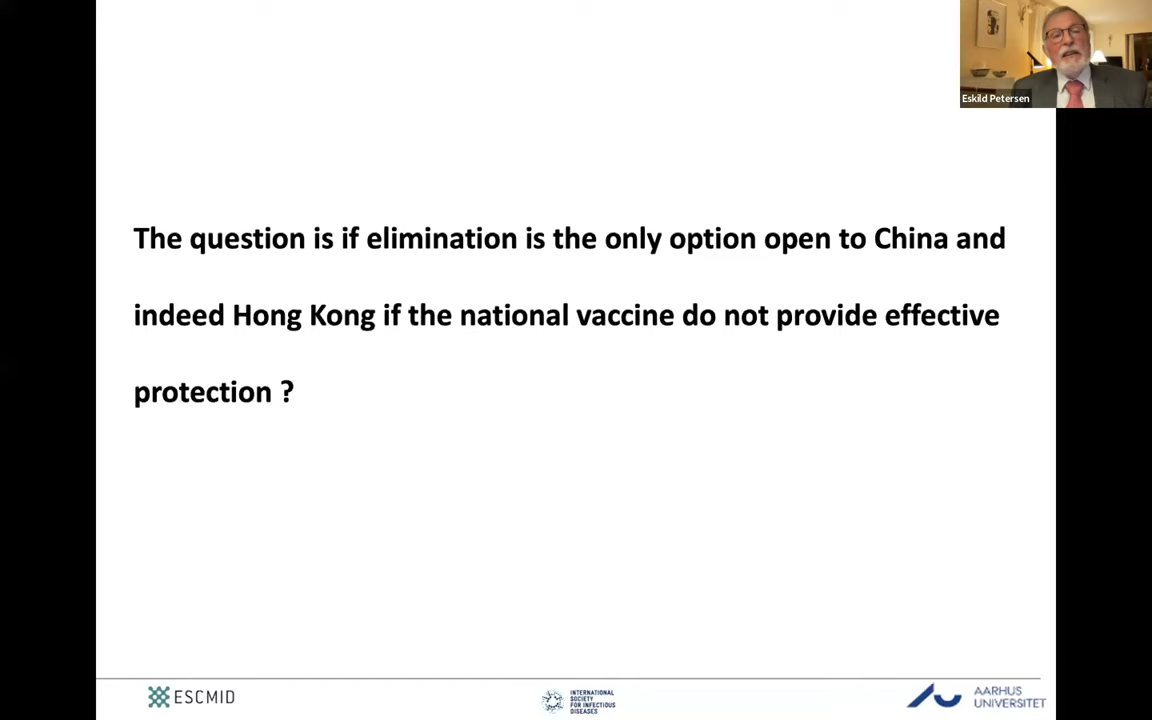 Eskild Petersen
The question is if elimination is the only option open to China and
indeed Hong Kong if the national vaccine do not provide effective
protection ?
ESCMID
INTERNATIONAL
SOCIETY
FOR INFECTIOUS
DISEASES
AARHUS
UNIVERSITET